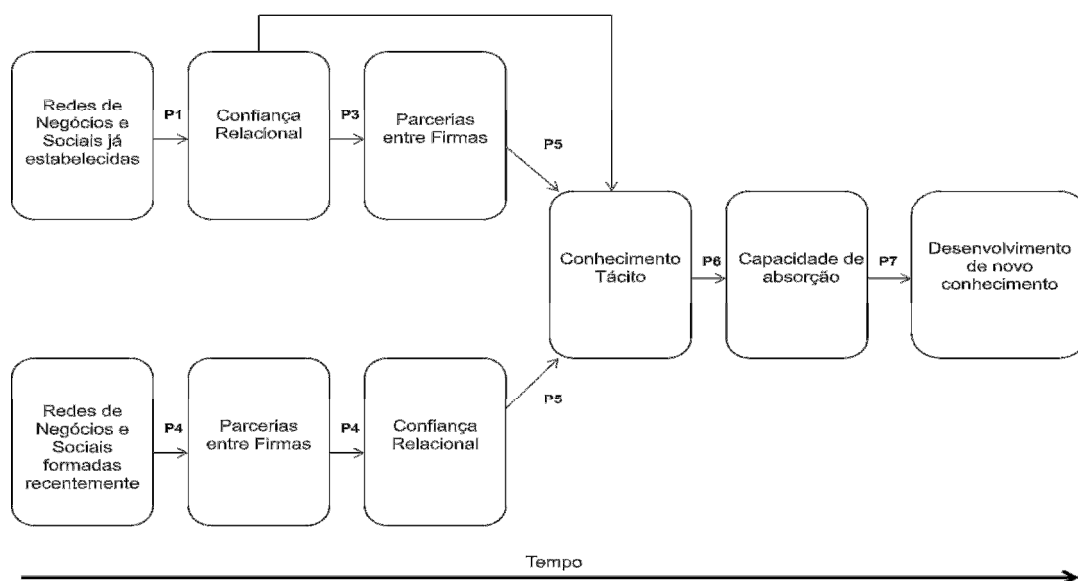 Redes de
Negócios e
Sociais já
estabelecidas
P1
Confiança
Relacional
P3
Parcerias
entre Firmas
P5
Conhecimento
Tácito
P6
Capacidade de
absorção
P7
Desenvolvimento
de novo
conhecimento
Redes de
Negócios e
Sociais
formadas
recentemente
P4
Parcerias
entre Firmas
P4
Confiança
Relacional
P5
Tempo